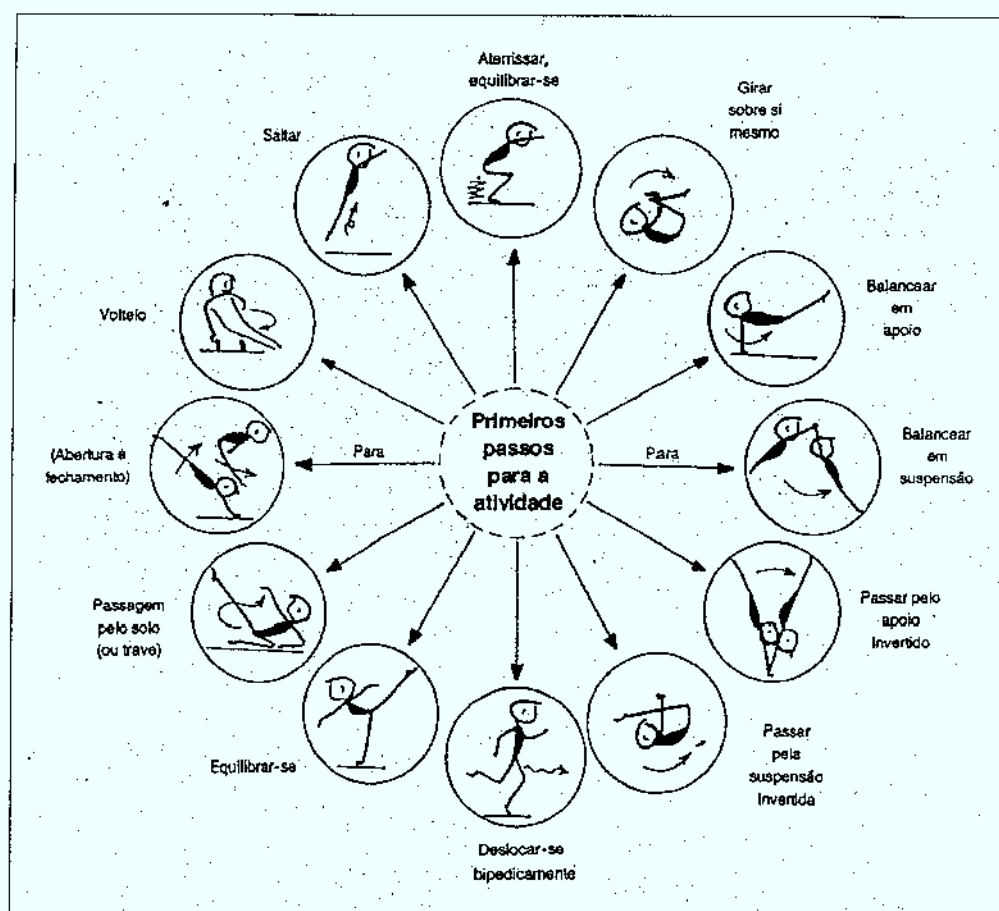 Aterrissar,
equilibrar-se
Girar
sobre si
mesmo
Saltar
Balancear
em
apoio
Volteio
Primeiros
passos
para a
atividade
(Abertura e
fechamento)
Para
Para
Balancear
em
suspensão
Passagem
pelo solo
(ou trave)
Passar pelo
apoio
Invertido
Equilibrar-se
Passar
pela
suspensão
Invertida
Deslocar-se
bipedicamente